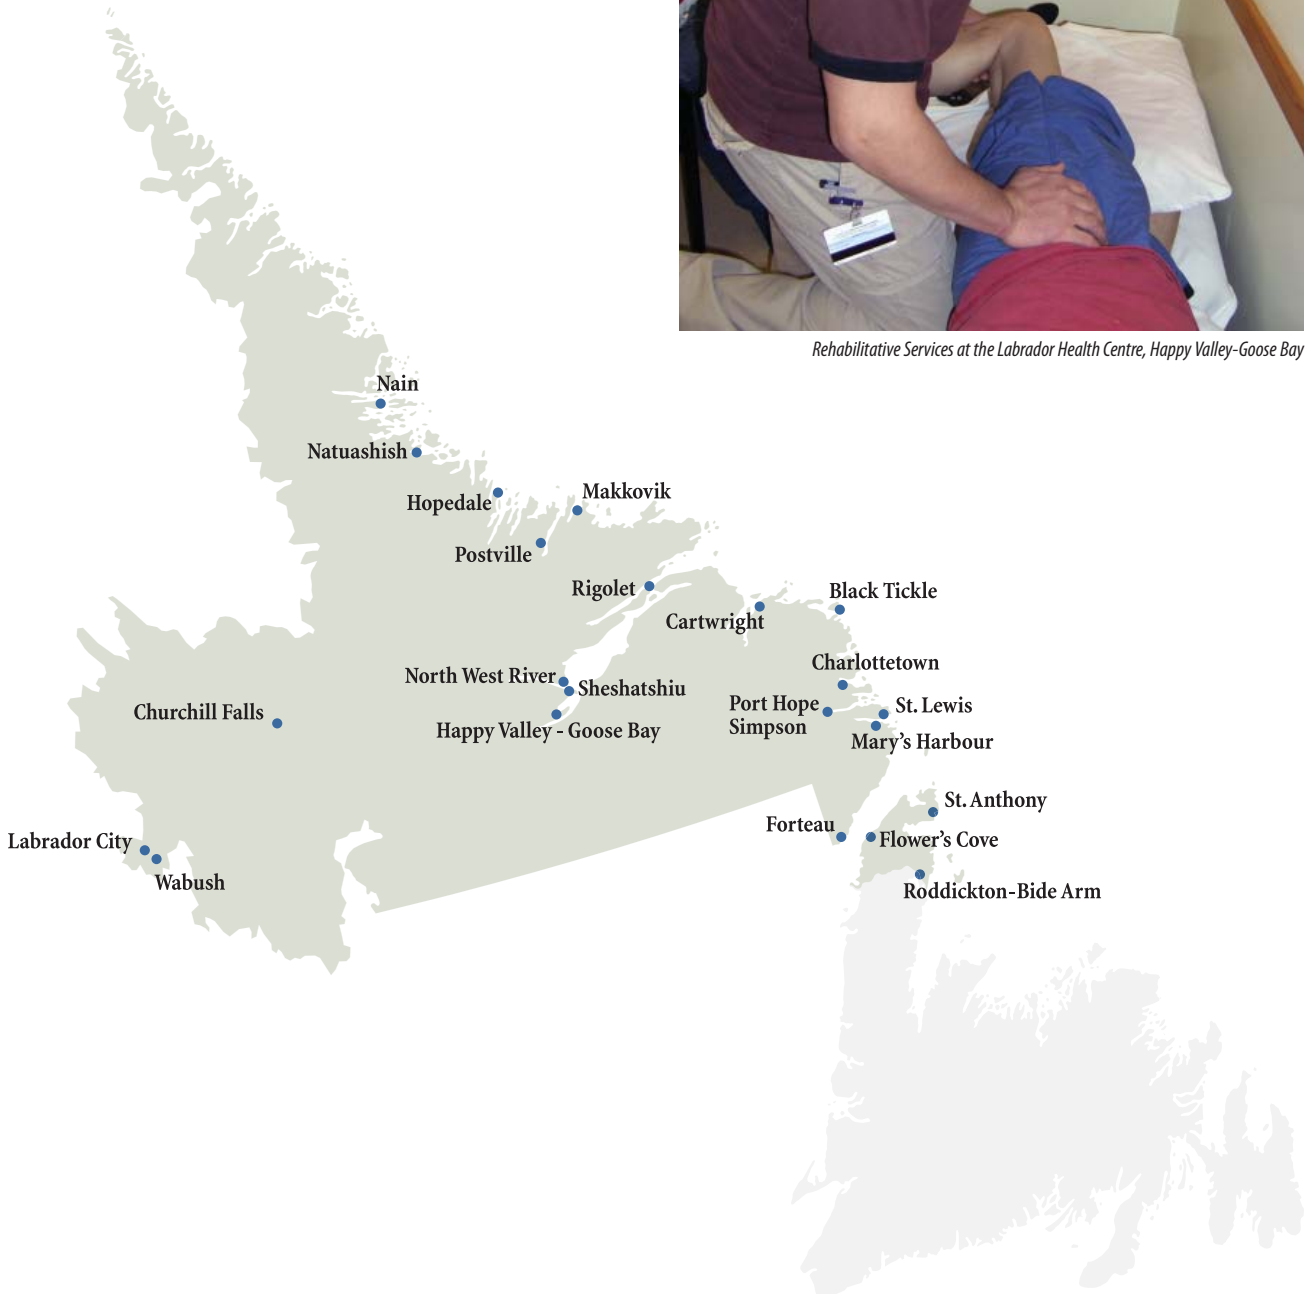 Rehabilitative Services at the Labrador Health Centre, Happy Valley-Goose Bay
Nain
Natuashish
Hopedale
Makkovik
Postville
Rigolet
Cartwright
Black Tickle
Charlottetown
North West River
Sheshatshiu
Port Hope
Simpson
St. Lewis
Churchill Falls
Happy Valley - Goose Bay
Mary's Harbour
St. Anthony
Forteau
Flower's Cove
Labrador City
Wabush
Roddickton-Bide Arm